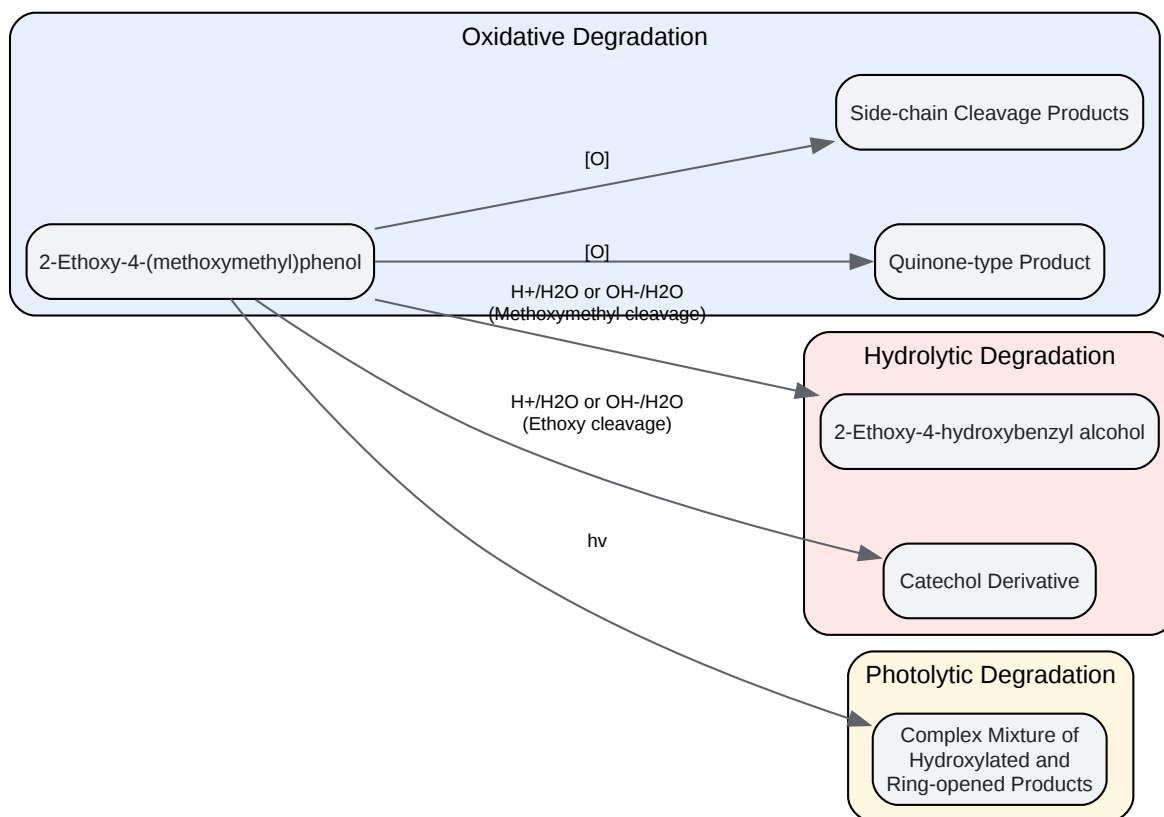 Oxidative Degradation
Side-chain Cleavage Products
[O]
2-Ethoxy-4-(methoxymethyl)phenol
[O]
Quinone-type Product
H+/H2O or OH-/H2O
(Methoxymethyl cleavage)
Hydrolytic Degradation
H+/H2O or OH-/H2O
(Ethoxy cleavage)
2-Ethoxy-4-hydroxybenzyl alcohol
hv
Catechol Derivative
Photolytic Degradation
Complex Mixture of
Hydroxylated and
Ring-opened Products